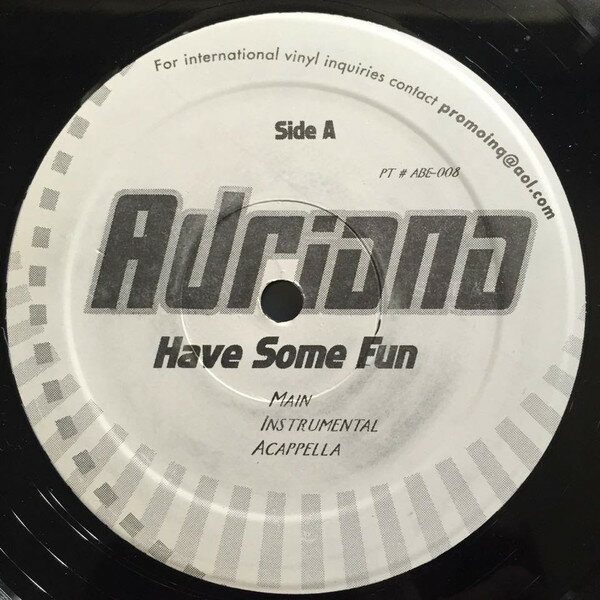 For international vinyl inquiries contact promoinq@aol.com
Side A
PT # ABE-008
Adriana
Have Some Fun
Main
Instrumental
Acappella